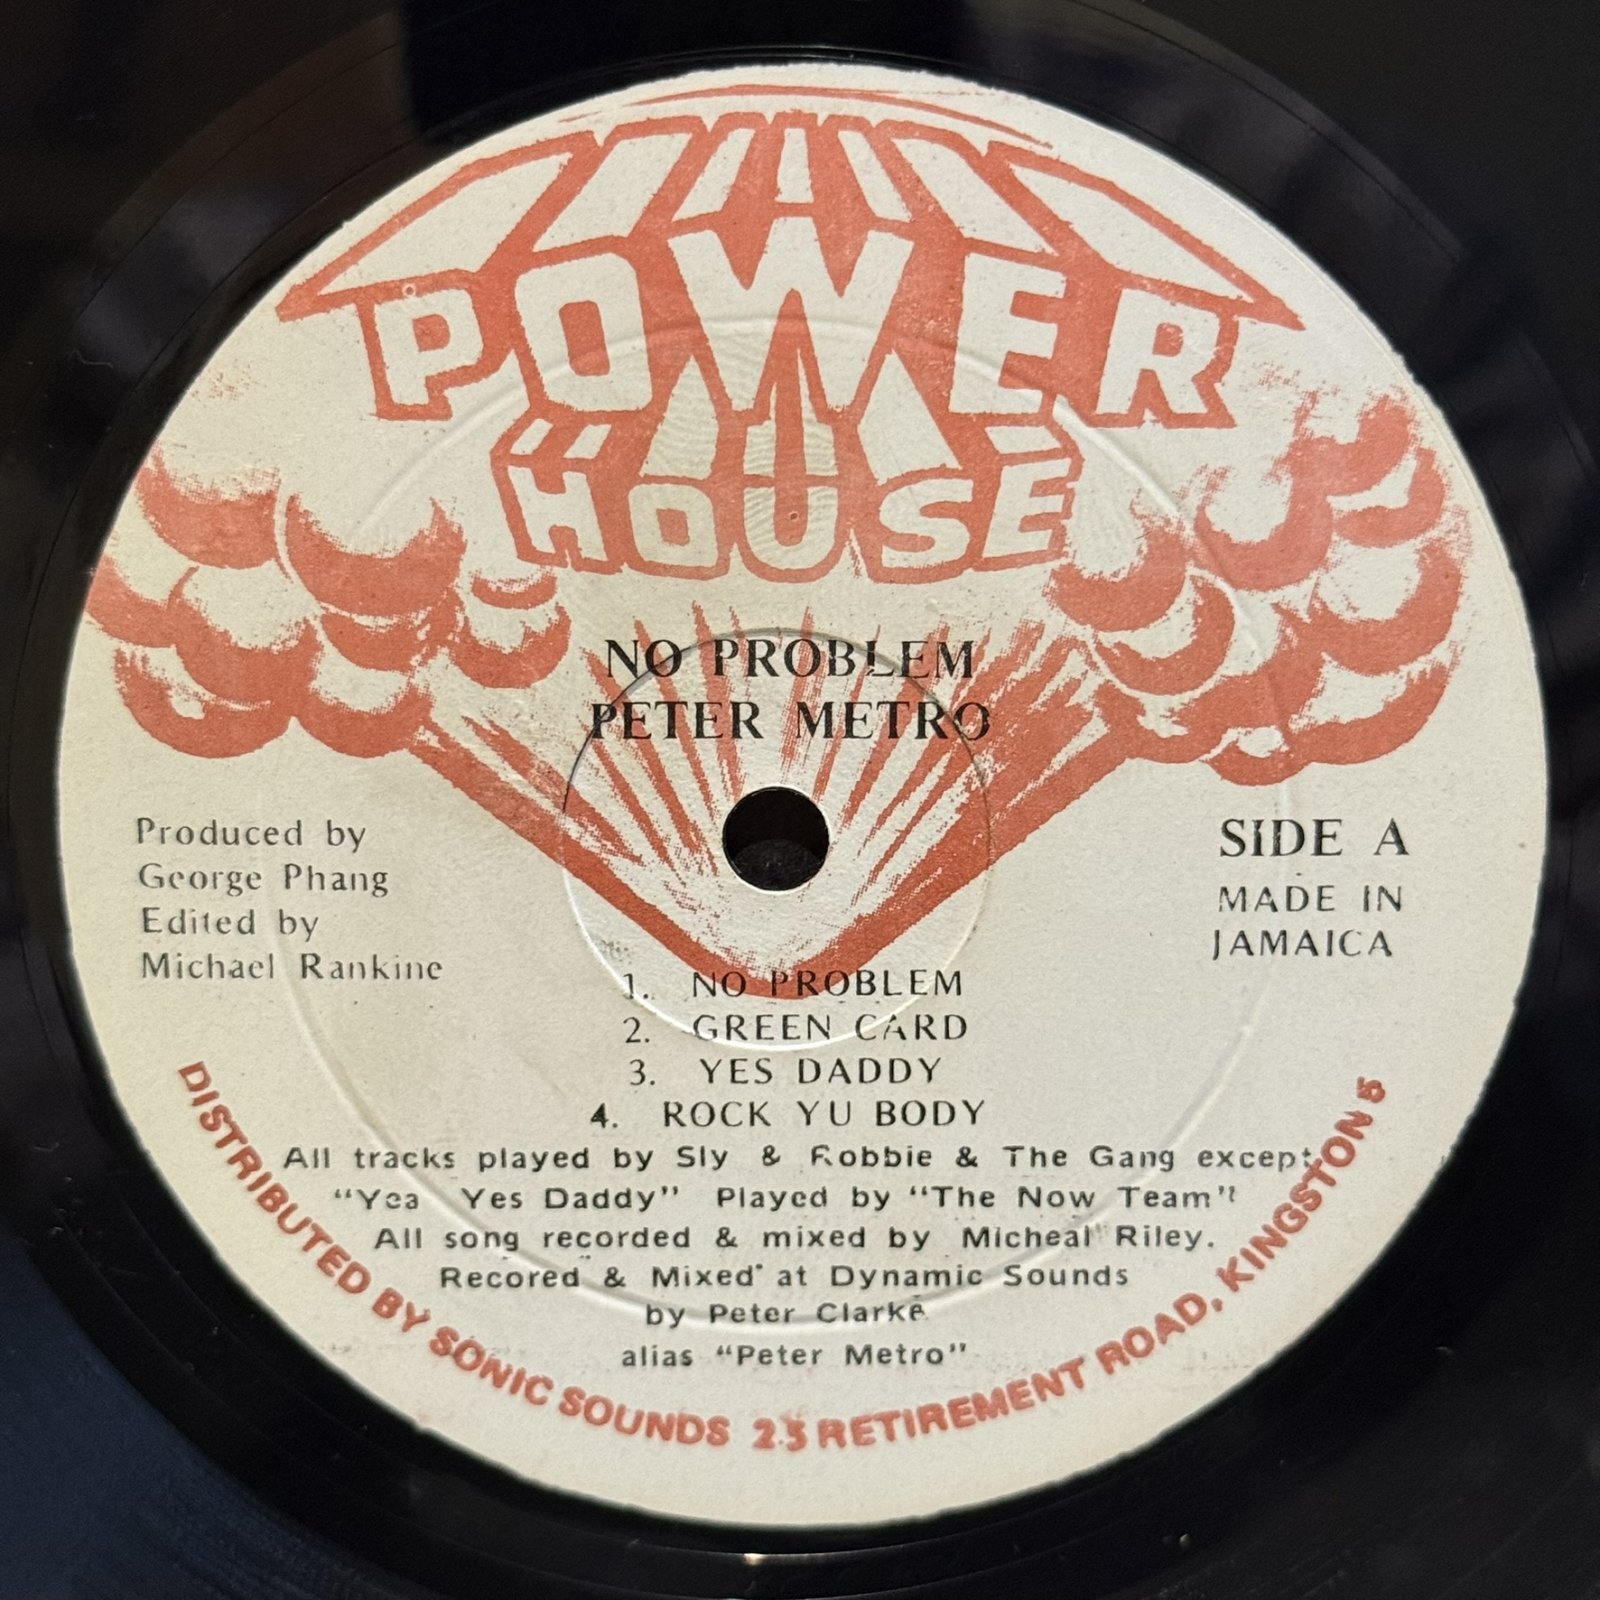 POWER
HOUSE
NO PROBLEM
PETER METRO
Produced by
George Phang
Edited by
Michael Rankine
SIDE A
MADE IN
JAMAICA
1. NO PROBLEM
2. GREEN CARD
3. YES DADDY
4. ROCK YU BODY
All tracks played by Sly & Robbie & The Gang except
"Yea Yes Daddy" Played by "The Now Team"
All song recorded & mixed by Micheal Riley.
Recored & Mixed at Dynamic Sounds
by Peter Clarke
alias "Peter Metro"
DISTRIBUTED BY SONIC SOUNDS 25 RETIREMENT ROAD, KINGSTON 5